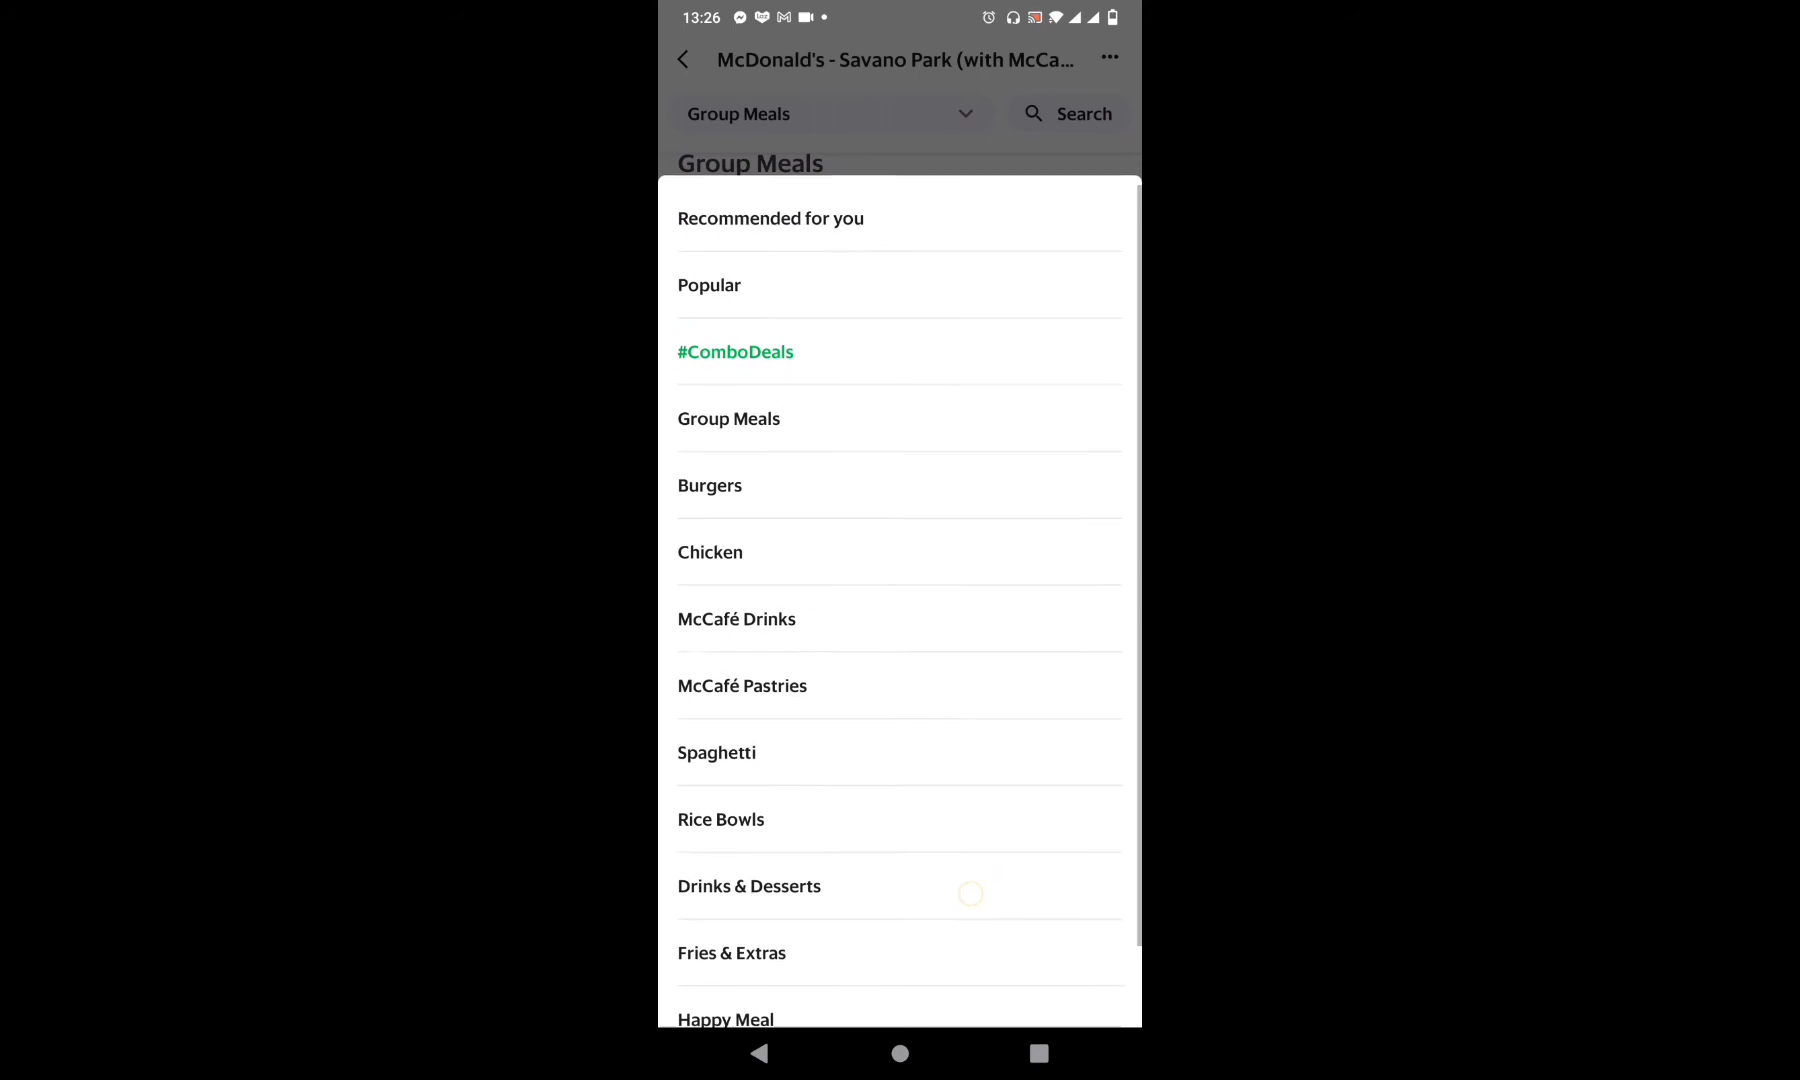 13:26
McDonald's - Savano Park (with McCa...
Group Meals
Search
Group Meals
Recommended for you
Popular
#ComboDeals
Group Meals
Burgers
Chicken
McCafé Drinks
McCafé Pastries
Spaghetti
Rice Bowls
Drinks & Desserts
Fries & Extras
Happy Meal